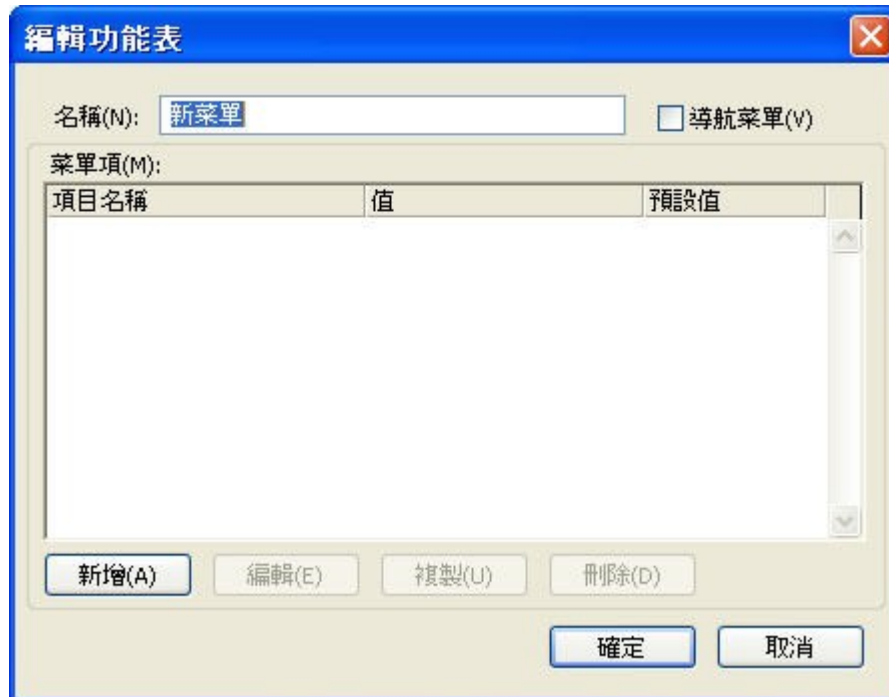 編輯功能表
名稱(N): 新菜單 導航菜單(V)
菜單項(M):
項目名稱 值 預設值
新增(A) 編輯(E) 複製(U) 刪除(D)
確定 取消